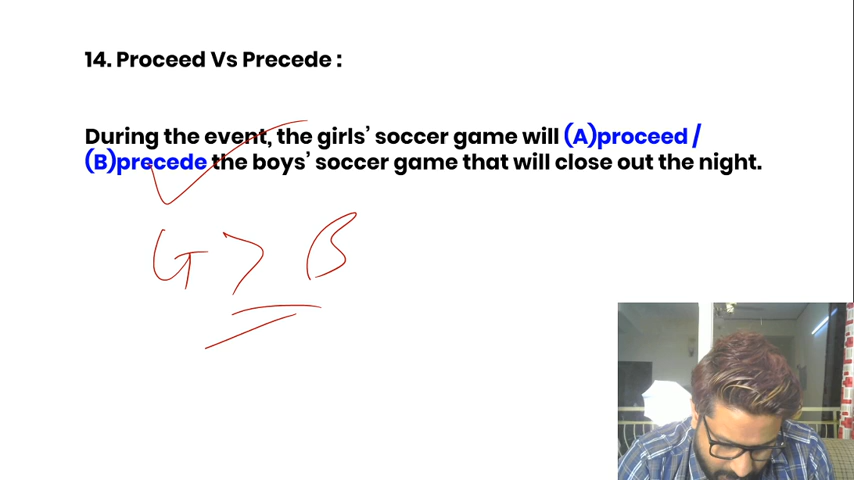 14. Proceed Vs Precede :
During the event, the girls’ soccer game will (A)proceed /
(B)precede the boys’ soccer game that will close out the night.
G > B